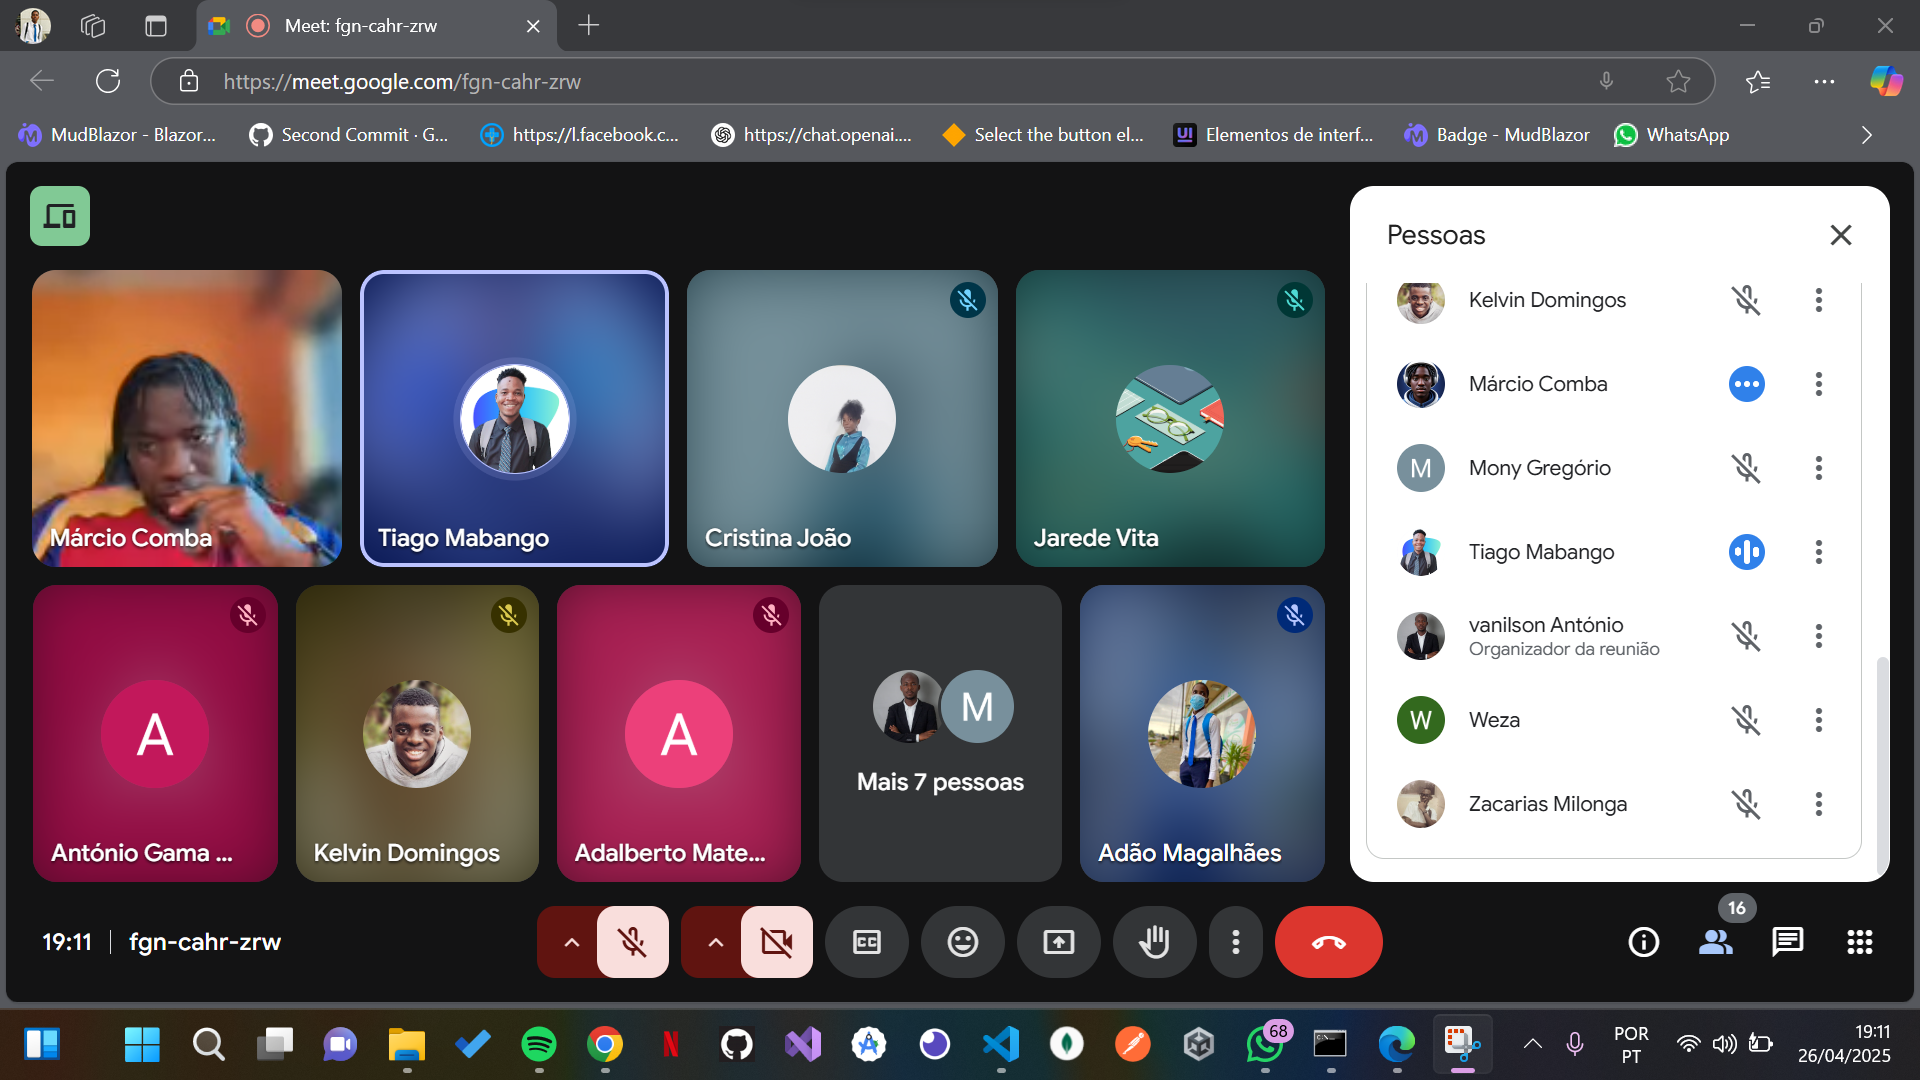 Meet: fgn-cahr-zrw
https://meet.google.com/fgn-cahr-zrw
MudBlazor - Blazor...
Second Commit · G...
https://l.facebook.c...
https://chat.openai....
Select the button el...
UI
Elementos de interf...
Badge - MudBlazor
WhatsApp
Márcio Comba
Tiago Mabango
Cristina João
Jarede Vita
A
António Gama ...
Kelvin Domingos
A
Adalberto Mate...
M
Mais 7 pessoas
Adão Magalhães
Pessoas
Kelvin Domingos
Márcio Comba
M
Mony Gregório
Tiago Mabango
vanilson António
Organizador da reunião
W
Weza
Zacarias Milonga
19:11
fgn-cahr-zrw
CC
16
N
68
POR
PT
19:11
26/04/2025